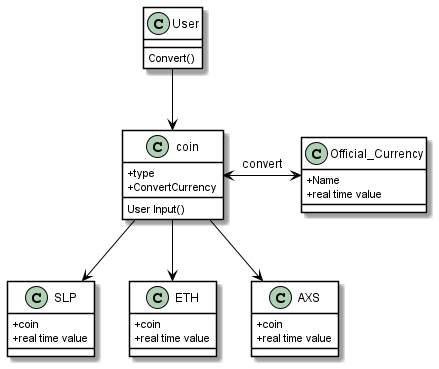 C User
Convert()
C coin
+type
+ConvertCurrency
User Input()
convert
C Official_Currency
+Name
+real time value
C SLP
+coin
+real time value
C ETH
+coin
+real time value
C AXS
+coin
+real time value